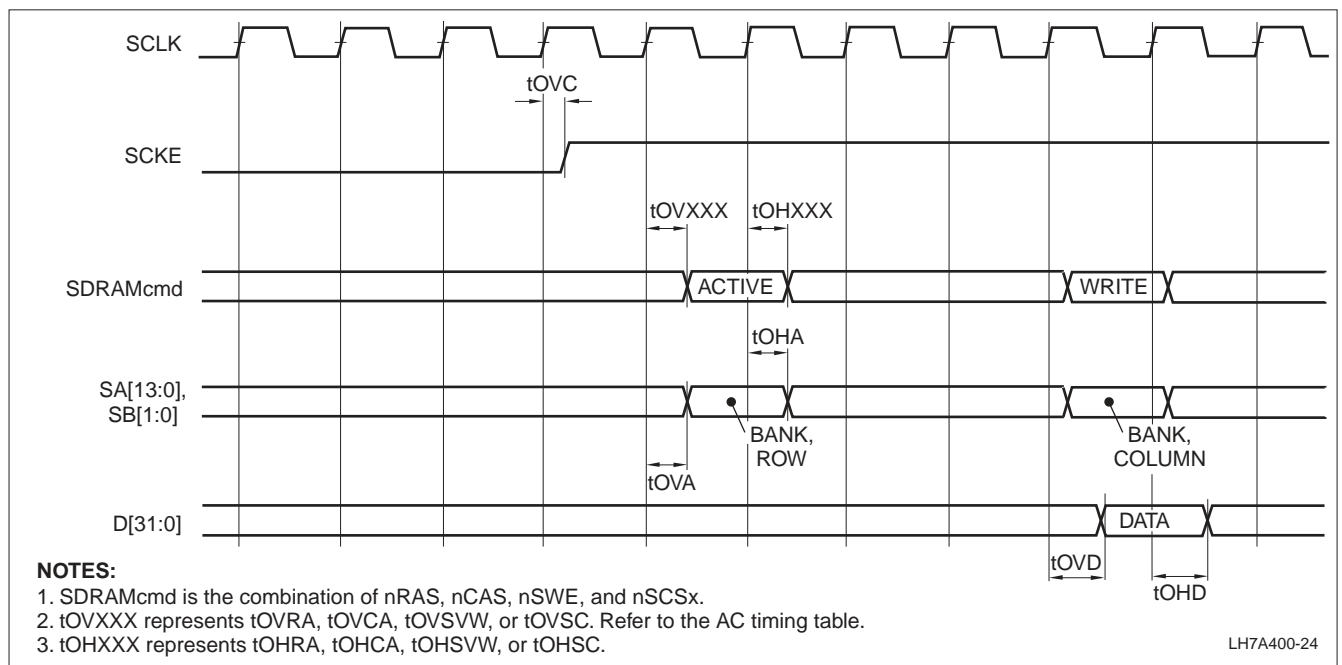 SCLK
tOVC
SCKE
tOVXXX tOHXXX
SDRAMcmd
ACTIVE
WRITE
tOHA
SA[13:0],
SB[1:0]
BANK,
ROW
BANK,
COLUMN
tOVA
D[31:0]
DATA
tOVD
tOHD
NOTES:
1. SDRAMcmd is the combination of nRAS, nCAS, nSWE, and nSCSx.
2. tOVXXX represents tOVRA, tOVCA, tOVSVW, or tOVSC. Refer to the AC timing table.
3. tOHXXX represents tOHRA, tOHCA, tOHSVW, or tOHSC.
LH7A400-24